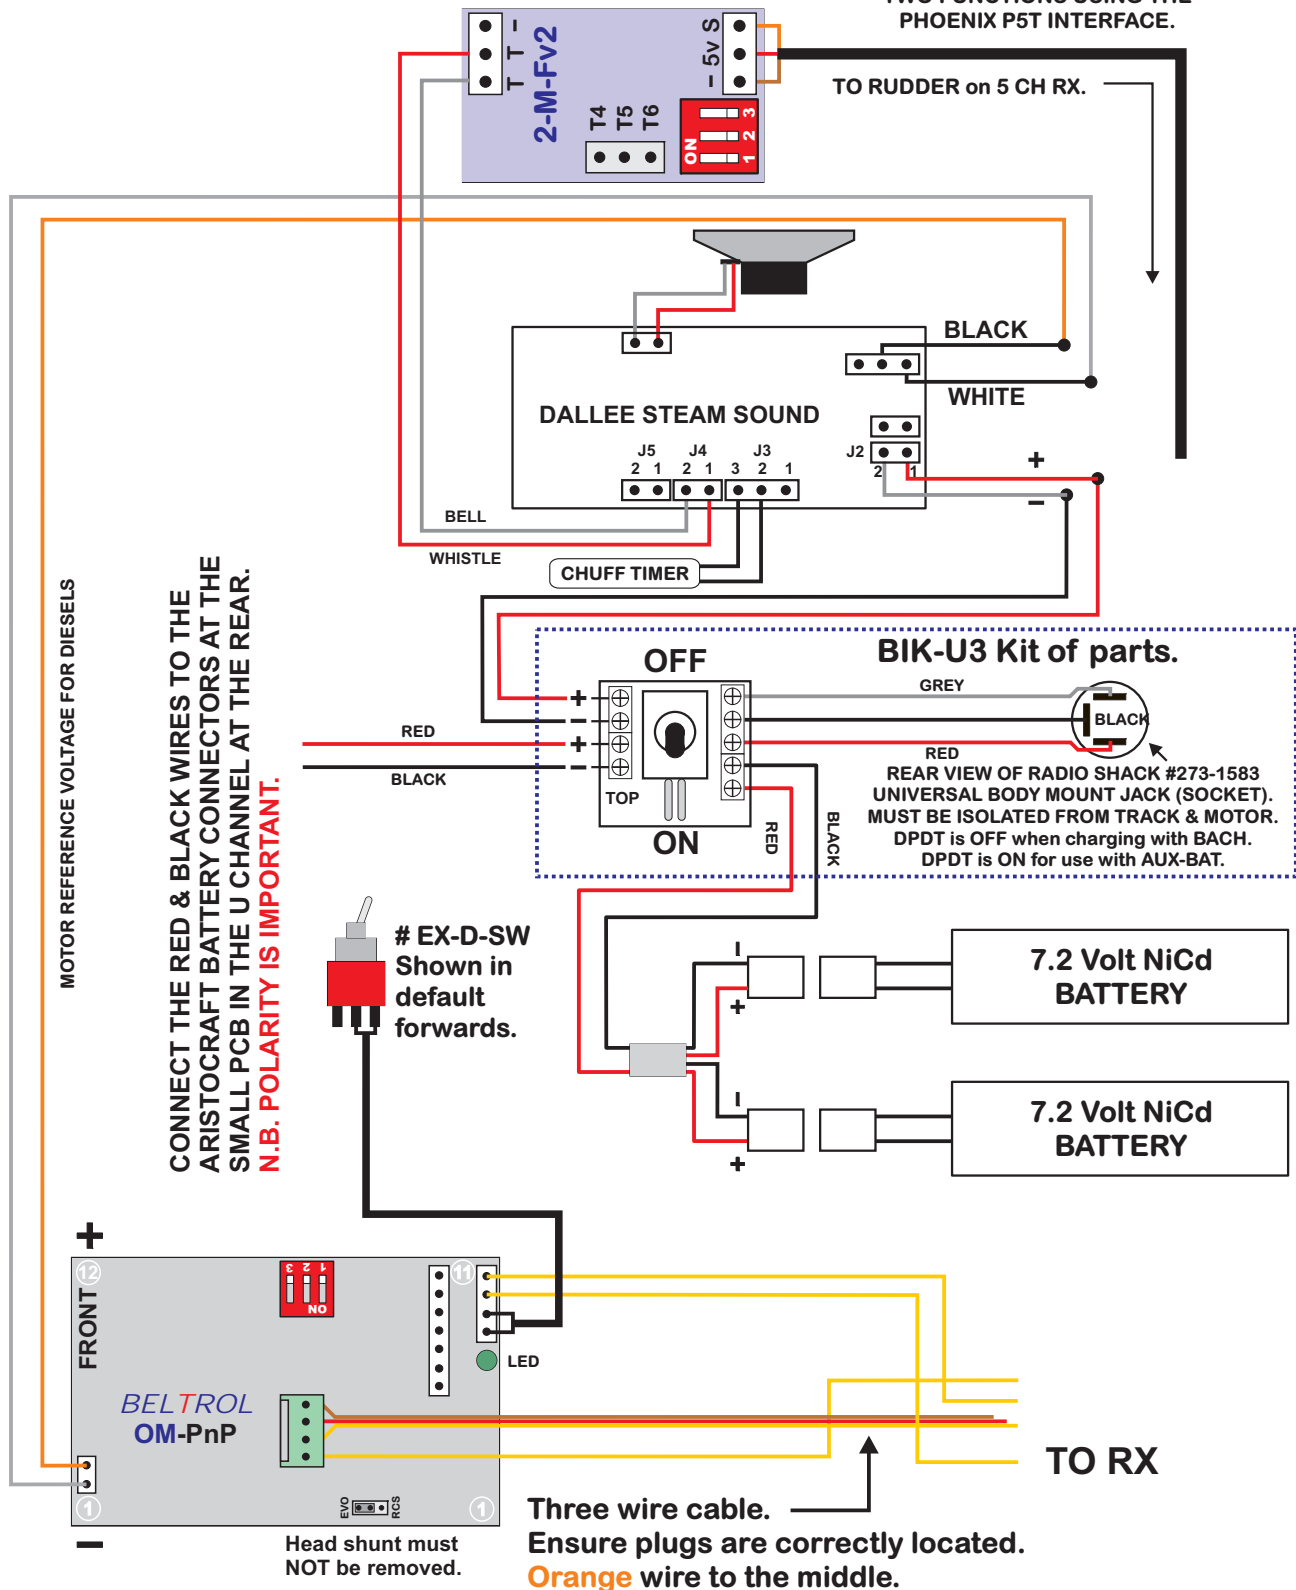 PHOENIX P5T INTERFACE.
TO RUDDER on 5 CH RX.
2-M-Fv2
T T –
– 5v S
T4
T5
T6
ON
1 2 3
BLACK
WHITE
DALLEE STEAM SOUND
J5
2 1
J4
2 1
J3
3 2 1
J2
2 1
+
–
BELL
WHISTLE
CHUFF TIMER
MOTOR REFERENCE VOLTAGE FOR DIESELS
CONNECT THE RED & BLACK WIRES TO THE
ARISTOCRAFT BATTERY CONNECTORS AT THE
SMALL PCB IN THE U CHANNEL AT THE REAR.
N.B. POLARITY IS IMPORTANT.
BIK-U3 Kit of parts.
OFF
+
–
+
–
TOP
ON
RED
BLACK
GREY
BLACK
RED
REAR VIEW OF RADIO SHACK #273-1583
UNIVERSAL BODY MOUNT JACK (SOCKET).
MUST BE ISOLATED FROM TRACK & MOTOR.
DPDT is OFF when charging with BACH.
DPDT is ON for use with AUX-BAT.
RED
BLACK
# EX-D-SW
Shown in
default
forwards.
–
+
7.2 Volt NiCd
BATTERY
–
+
7.2 Volt NiCd
BATTERY
+
12
FRONT
1 2 3
ON
11
LED
BELTROL
OM-PnP
1
EVO
RCS
1
–
Head shunt must
NOT be removed.
TO RX
Three wire cable.
Ensure plugs are correctly located.
Orange wire to the middle.